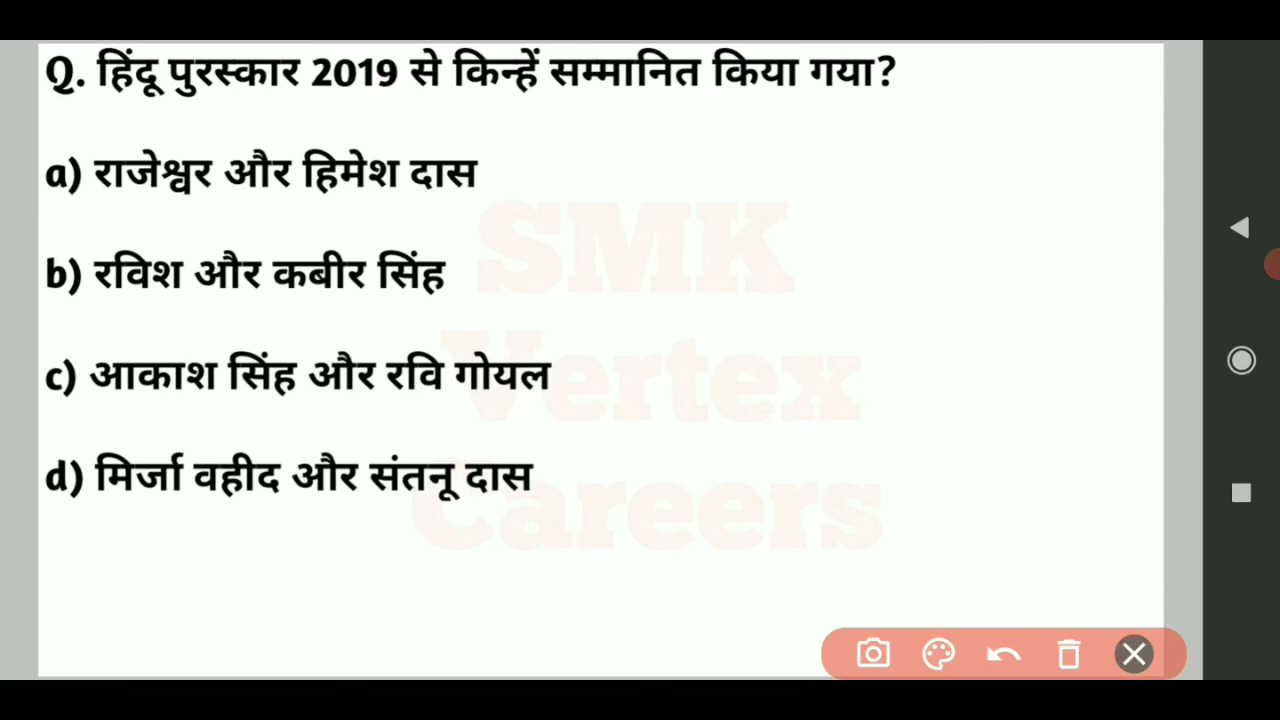 Q. हिंदू पुरस्कार 2019 से किन्हें सम्मानित किया गया?
a) राजेश्वर और हिमेश दास
b) रविश और कबीर सिंह
c) आकाश सिंह और रवि गोयल
d) मिर्जा वहीद और संतनू दास
SMK
Vertex
Careers